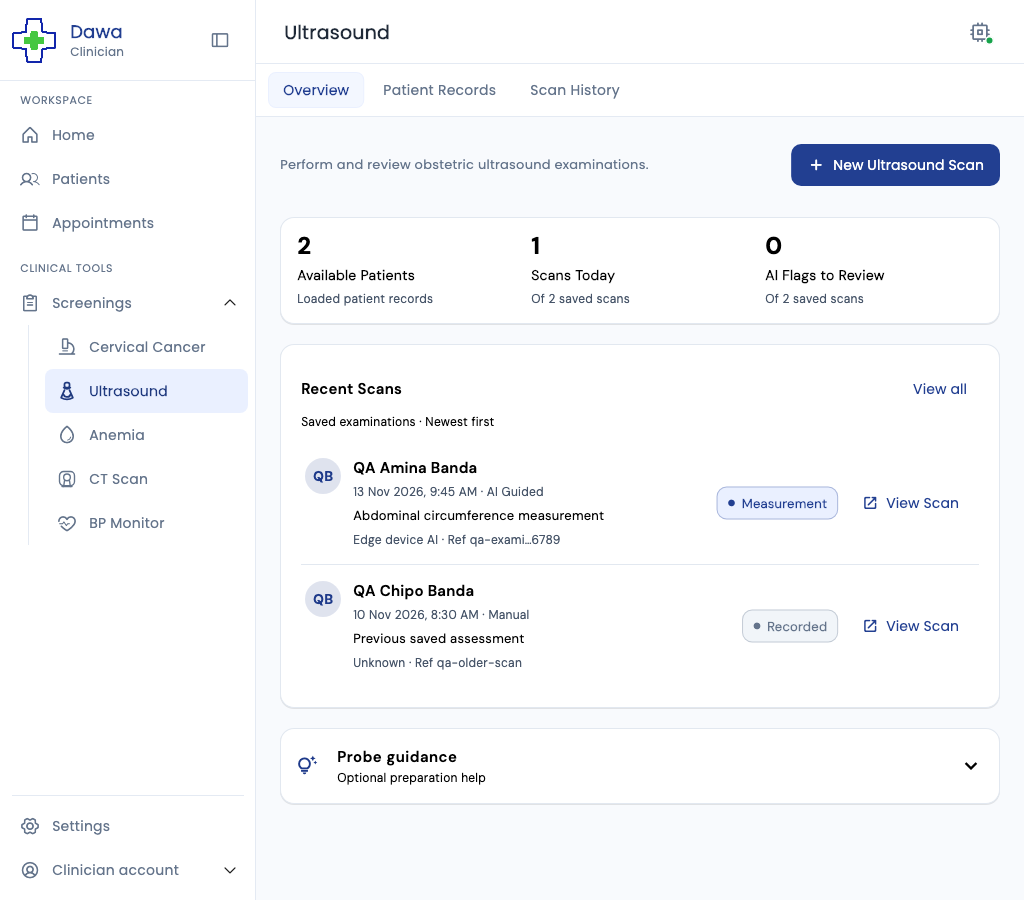 Dawa
Clinician
WORKSPACE
Home
Patients
Appointments
CLINICAL TOOLS
Screenings
Cervical Cancer
Ultrasound
Anemia
CT Scan
BP Monitor
Settings
Clinician account
Ultrasound
Overview
Patient Records
Scan History
Perform and review obstetric ultrasound examinations.
+ New Ultrasound Scan
2
Available Patients
Loaded patient records
1
Scans Today
Of 2 saved scans
0
AI Flags to Review
Of 2 saved scans
Recent Scans
View all
Saved examinations · Newest first
QB
QA Amina Banda
13 Nov 2026, 9:45 AM · AI Guided
Abdominal circumference measurement
Edge device AI · Ref qa-exami…6789
Measurement
View Scan
QB
QA Chipo Banda
10 Nov 2026, 8:30 AM · Manual
Previous saved assessment
Unknown · Ref qa-older-scan
Recorded
View Scan
Probe guidance
Optional preparation help